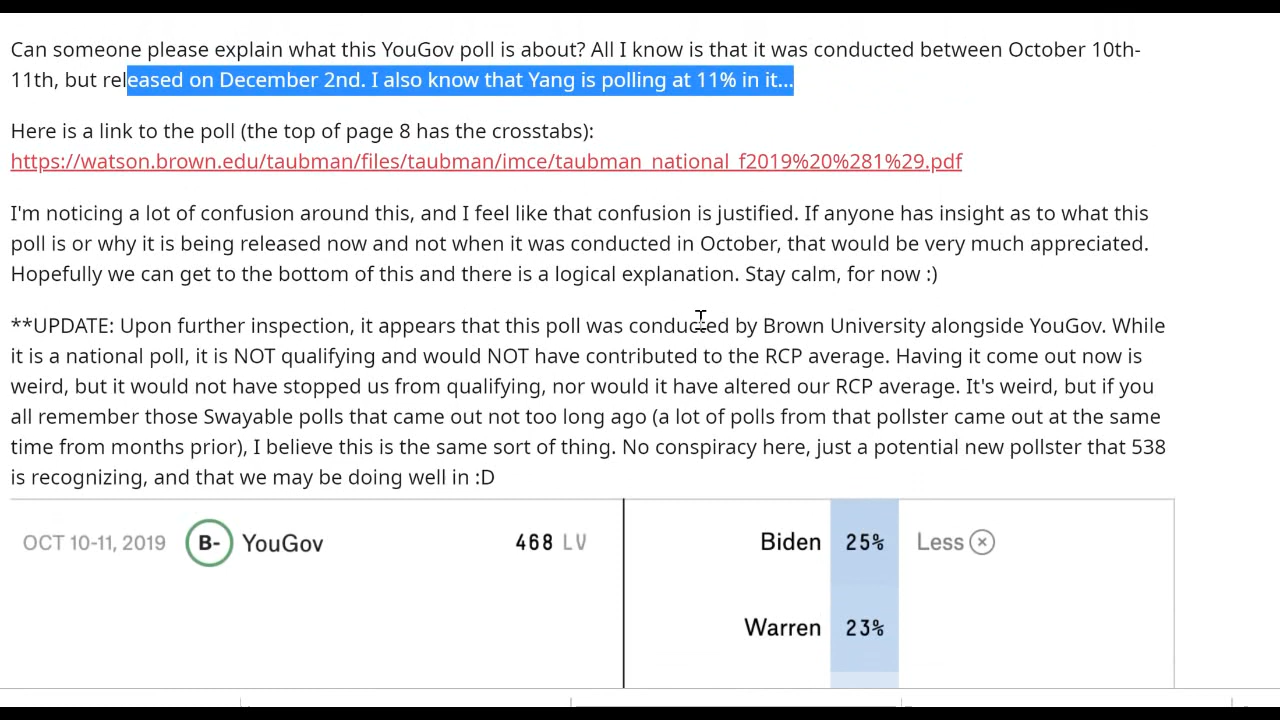 Can someone please explain what this YouGov poll is about? All I know is that it was conducted between October 10th-
11th, but released on December 2nd. I also know that Yang is polling at 11% in it...
Here is a link to the poll (the top of page 8 has the crosstabs):
https://watson.brown.edu/taubman/files/taubman/imce/taubman_national_f2019%20%281%29.pdf
I'm noticing a lot of confusion around this, and I feel like that confusion is justified. If anyone has insight as to what this
poll is or why it is being released now and not when it was conducted in October, that would be very much appreciated.
Hopefully we can get to the bottom of this and there is a logical explanation. Stay calm, for now :)
**UPDATE: Upon further inspection, it appears that this poll was conducted by Brown University alongside YouGov. While
it is a national poll, it is NOT qualifying and would NOT have contributed to the RCP average. Having it come out now is
weird, but it would not have stopped us from qualifying, nor would it have altered our RCP average. It's weird, but if you
all remember those Swayable polls that came out not too long ago (a lot of polls from that pollster came out at the same
time from months prior), I believe this is the same sort of thing. No conspiracy here, just a potential new pollster that 538
is recognizing, and that we may be doing well in :D
OCT 10-11, 2019 B- YouGov 468 LV Biden 25% Less
Warren 23%